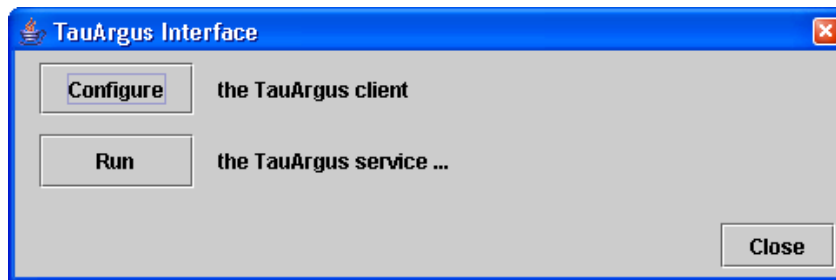 TauArgus Interface
Configure the TauArgus client
Run the TauArgus service ...
Close